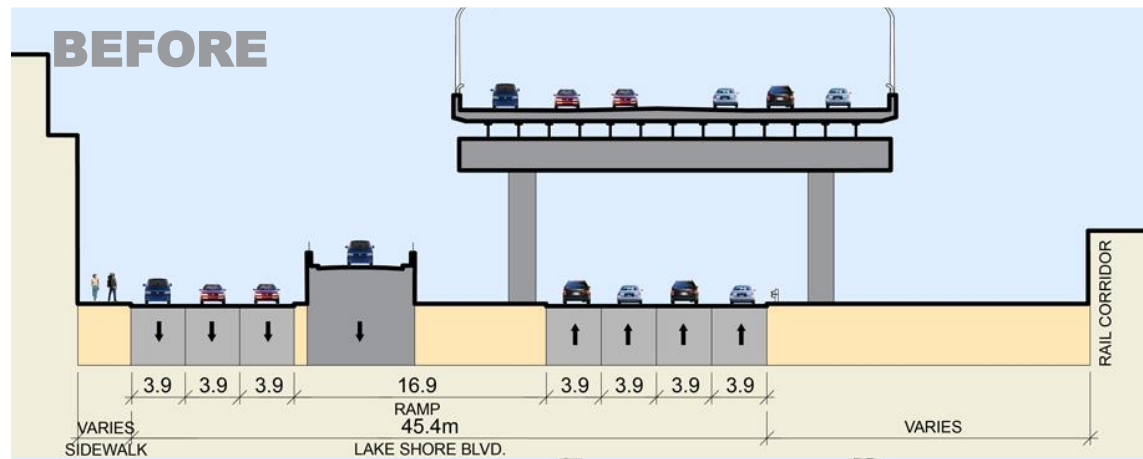 BEFORE
3.9 3.9 3.9 16.9 3.9 3.9 3.9 3.9
RAMP
VARIES 45.4m VARIES
SIDEWALK LAKE SHORE BLVD.
RAIL CORRIDOR